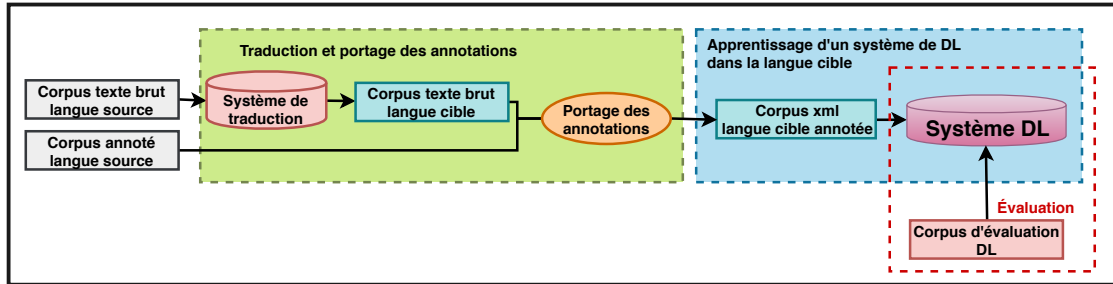 Traduction et portage des annotations
Apprentissage d'un système de DL
dans la langue cible
Corpus texte brut
langue source
Système de
traduction
Corpus texte brut
langue cible
Portage des
annotations
Corpus xml
langue cible annotée
Système DL
Corpus annoté
langue source
Évaluation
Corpus d'évaluation
DL